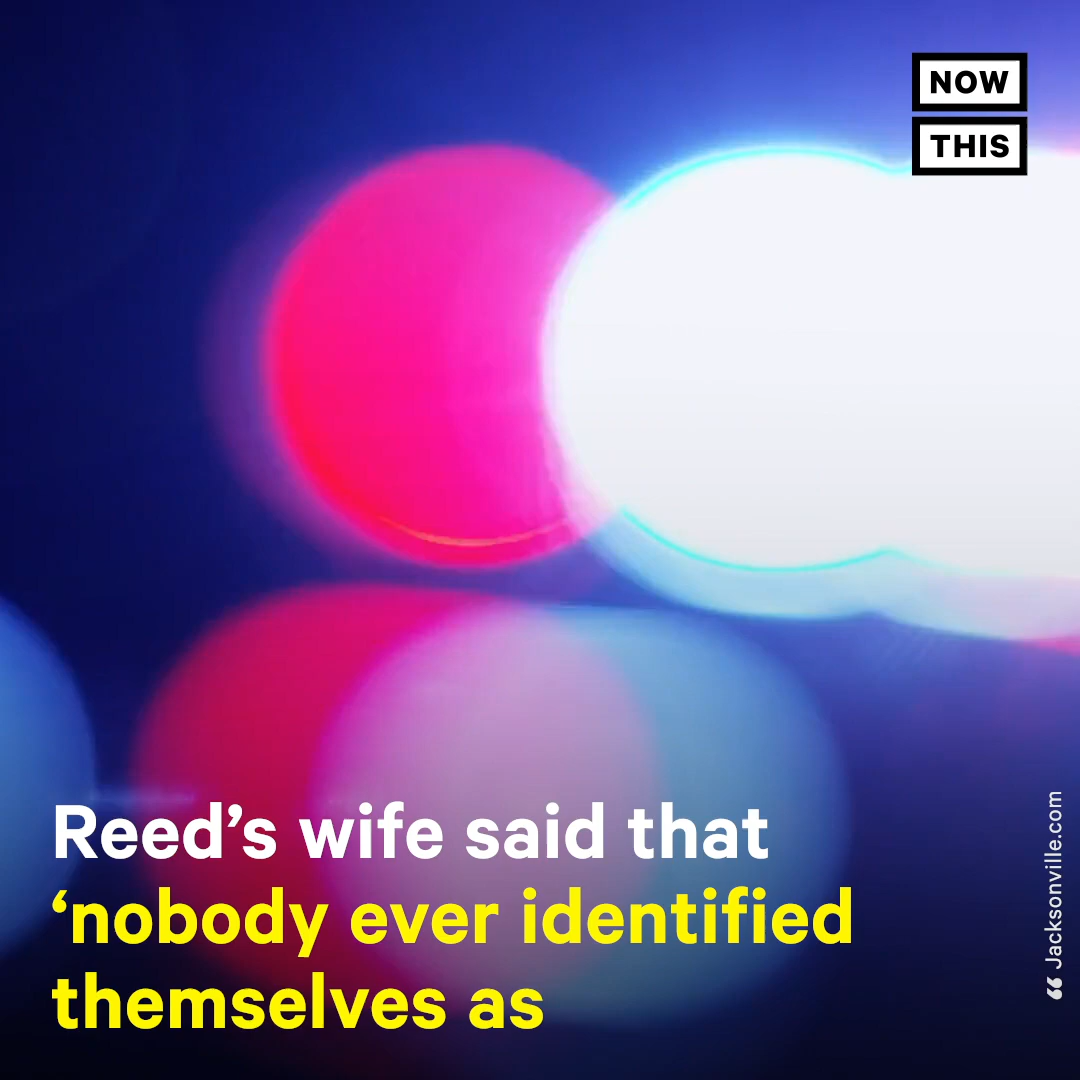 NOW
THIS
Reed’s wife said that
‘nobody ever identified
themselves as
❝ Jacksonville.com